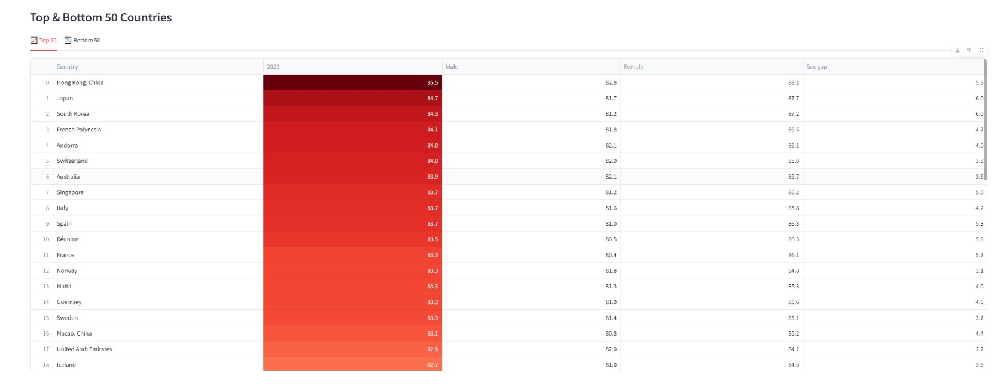 Top & Bottom 50 Countries
Top 50 Bottom 50
Country 2023 Male Female Sex gap
0 Hong Kong, China 85.5 82.8 88.1 5.3
1 Japan 84.7 81.7 87.7 6.0
2 South Korea 84.3 81.2 87.2 6.0
3 French Polynesia 84.1 81.8 86.5 4.7
4 Andorra 84.0 82.1 86.1 4.0
5 Switzerland 84.0 82.0 85.8 3.8
6 Australia 83.9 82.1 85.7 3.6
7 Singapore 83.7 81.2 86.2 5.0
8 Italy 83.7 81.6 85.8 4.2
9 Spain 83.7 81.0 86.3 5.3
10 Réunion 83.5 80.5 86.3 5.8
11 France 83.3 80.4 86.1 5.7
12 Norway 83.3 81.8 84.8 3.1
13 Malta 83.3 81.3 85.3 4.0
14 Guernsey 83.3 81.0 85.6 4.6
15 Sweden 83.3 81.4 85.1 3.7
16 Macao, China 83.1 80.8 85.2 4.4
17 United Arab Emirates 82.9 82.0 84.2 2.2
18 Iceland 82.7 81.0 84.5 3.5